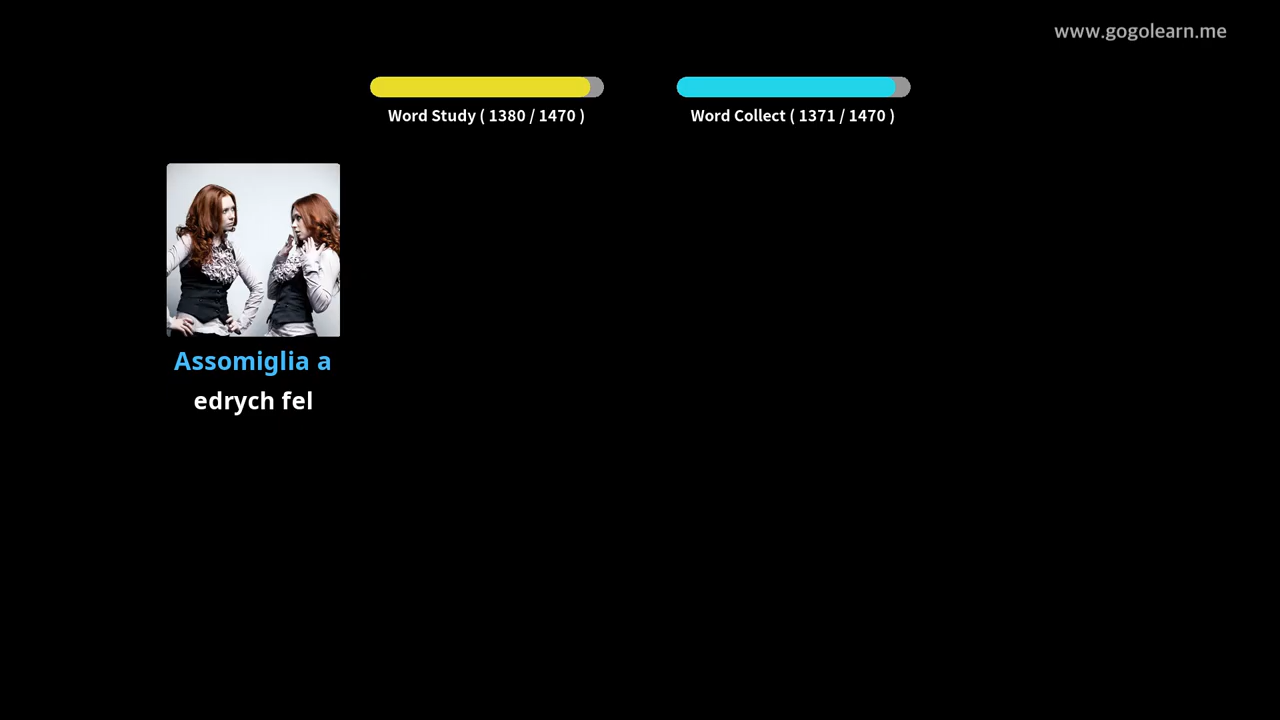 www.gogolearn.me
Word Study ( 1380 / 1470 )
Word Collect ( 1371 / 1470 )
Assomiglia a
edrych fel